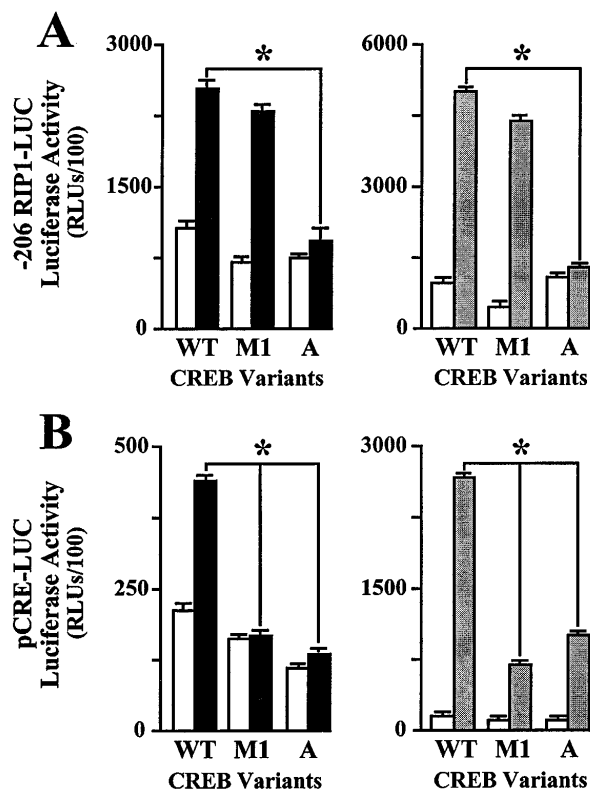 A
-206 RIP1-LUC
Luciferase Activity
(RLUs/100)
3000
1500
0
*
WT M1 A
CREB Variants
6000
3000
0
*
WT M1 A
CREB Variants
B
pCRE-LUC
Luciferase Activity
(RLUs/100)
500
250
0
*
WT M1 A
CREB Variants
3000
1500
0
*
WT M1 A
CREB Variants